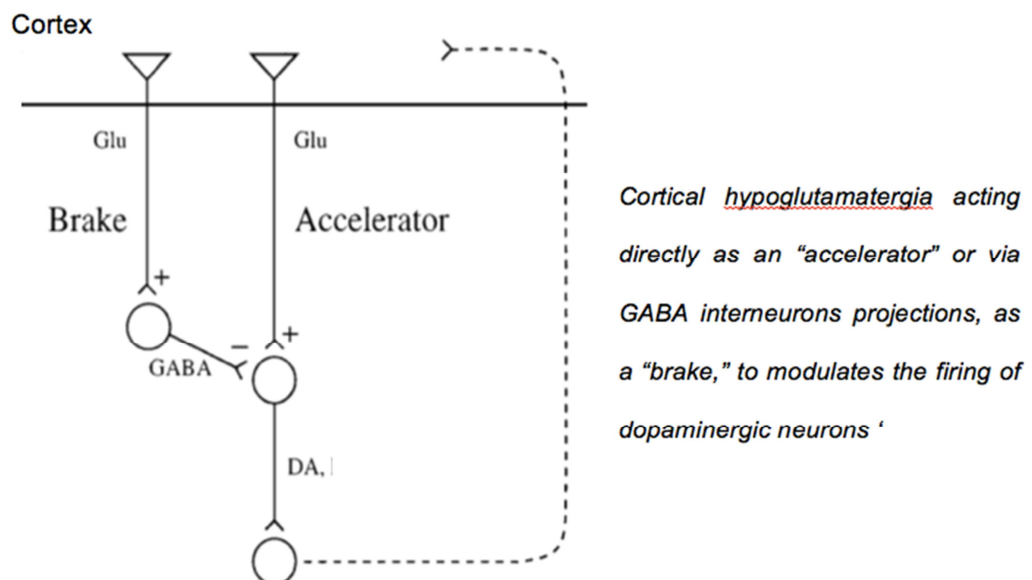 Cortex
Glu
Glu
Brake
Accelerator
+
+
−
GABA
DA,
Cortical hypoglutamatergia acting
directly as an “accelerator” or via
GABA interneurons projections, as
a “brake,” to modulates the firing of
dopaminergic neurons ‘